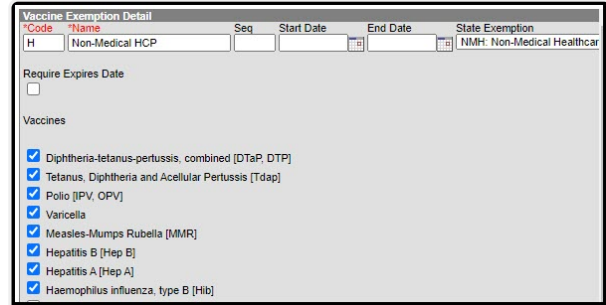 Vaccine Exemption Detail
*Code *Name Seq Start Date End Date State Exemption
H Non-Medical HCP NMH: Non-Medical Healthcar
Require Expires Date
Vaccines
Diphtheria-tetanus-pertussis, combined [DTaP, DTP]
Tetanus, Diphtheria and Acellular Pertussis [Tdap]
Polio [IPV, OPV]
Varicella
Measles-Mumps Rubella [MMR]
Hepatitis B [Hep B]
Hepatitis A [Hep A]
Haemophilus influenza, type B [Hib]